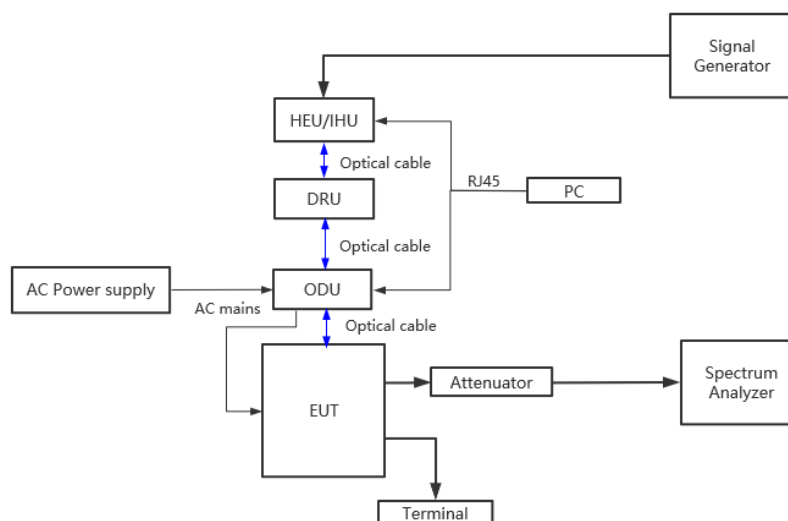 Signal
Generator
HEU/IHU
Optical cable
RJ45
PC
DRU
Optical cable
AC Power supply
AC mains
ODU
Optical cable
EUT
Attenuator
Spectrum
Analyzer
Terminal